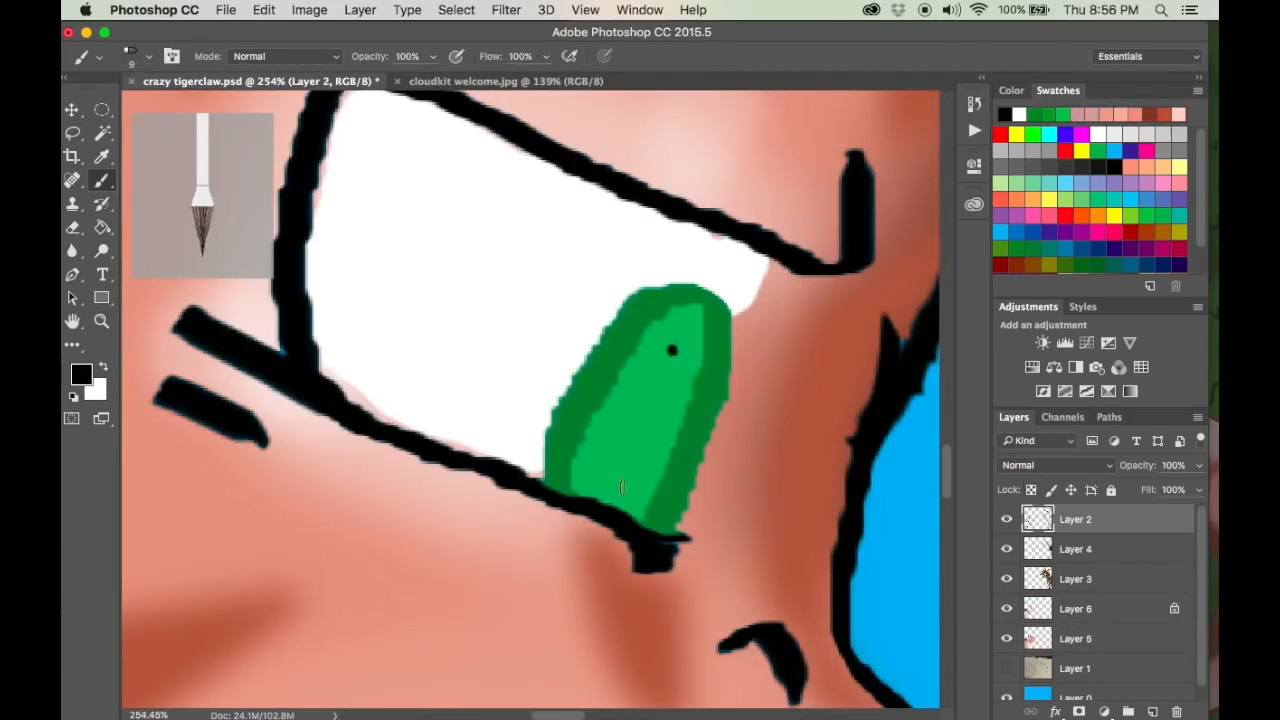 Photoshop CC File Edit Image Layer Type Select Filter 3D View Window Help 100% Thu 8:56 PM
Adobe Photoshop CC 2015.5
9 Mode: Normal Opacity: 100% Flow: 100% Essentials
× crazy tigerclaw.psd @ 254% (Layer 2, RGB/8) * × cloudkit welcome.jpg @ 139% (RGB/8)
Color Swatches
Adjustments Styles
Add an adjustment
Layers Channels Paths
Kind
Normal Opacity: 100%
Lock: Fill: 100%
Layer 2
Layer 4
Layer 3
Layer 6
Layer 5
Layer 1
Layer 0
254.45% Doc: 24.1M/102.8M